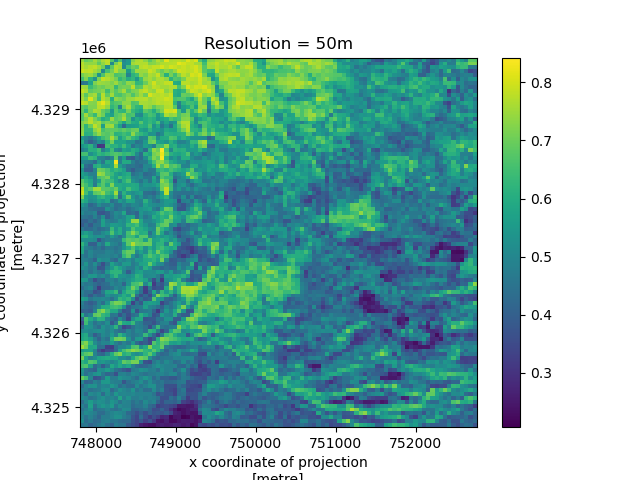 Resolution = 50m
1e6
4.329
4.328
4.327
4.326
4.325
y coordinate of projection
[metre]
748000 749000 750000 751000 752000
x coordinate of projection
[metre]
0.8
0.7
0.6
0.5
0.4
0.3